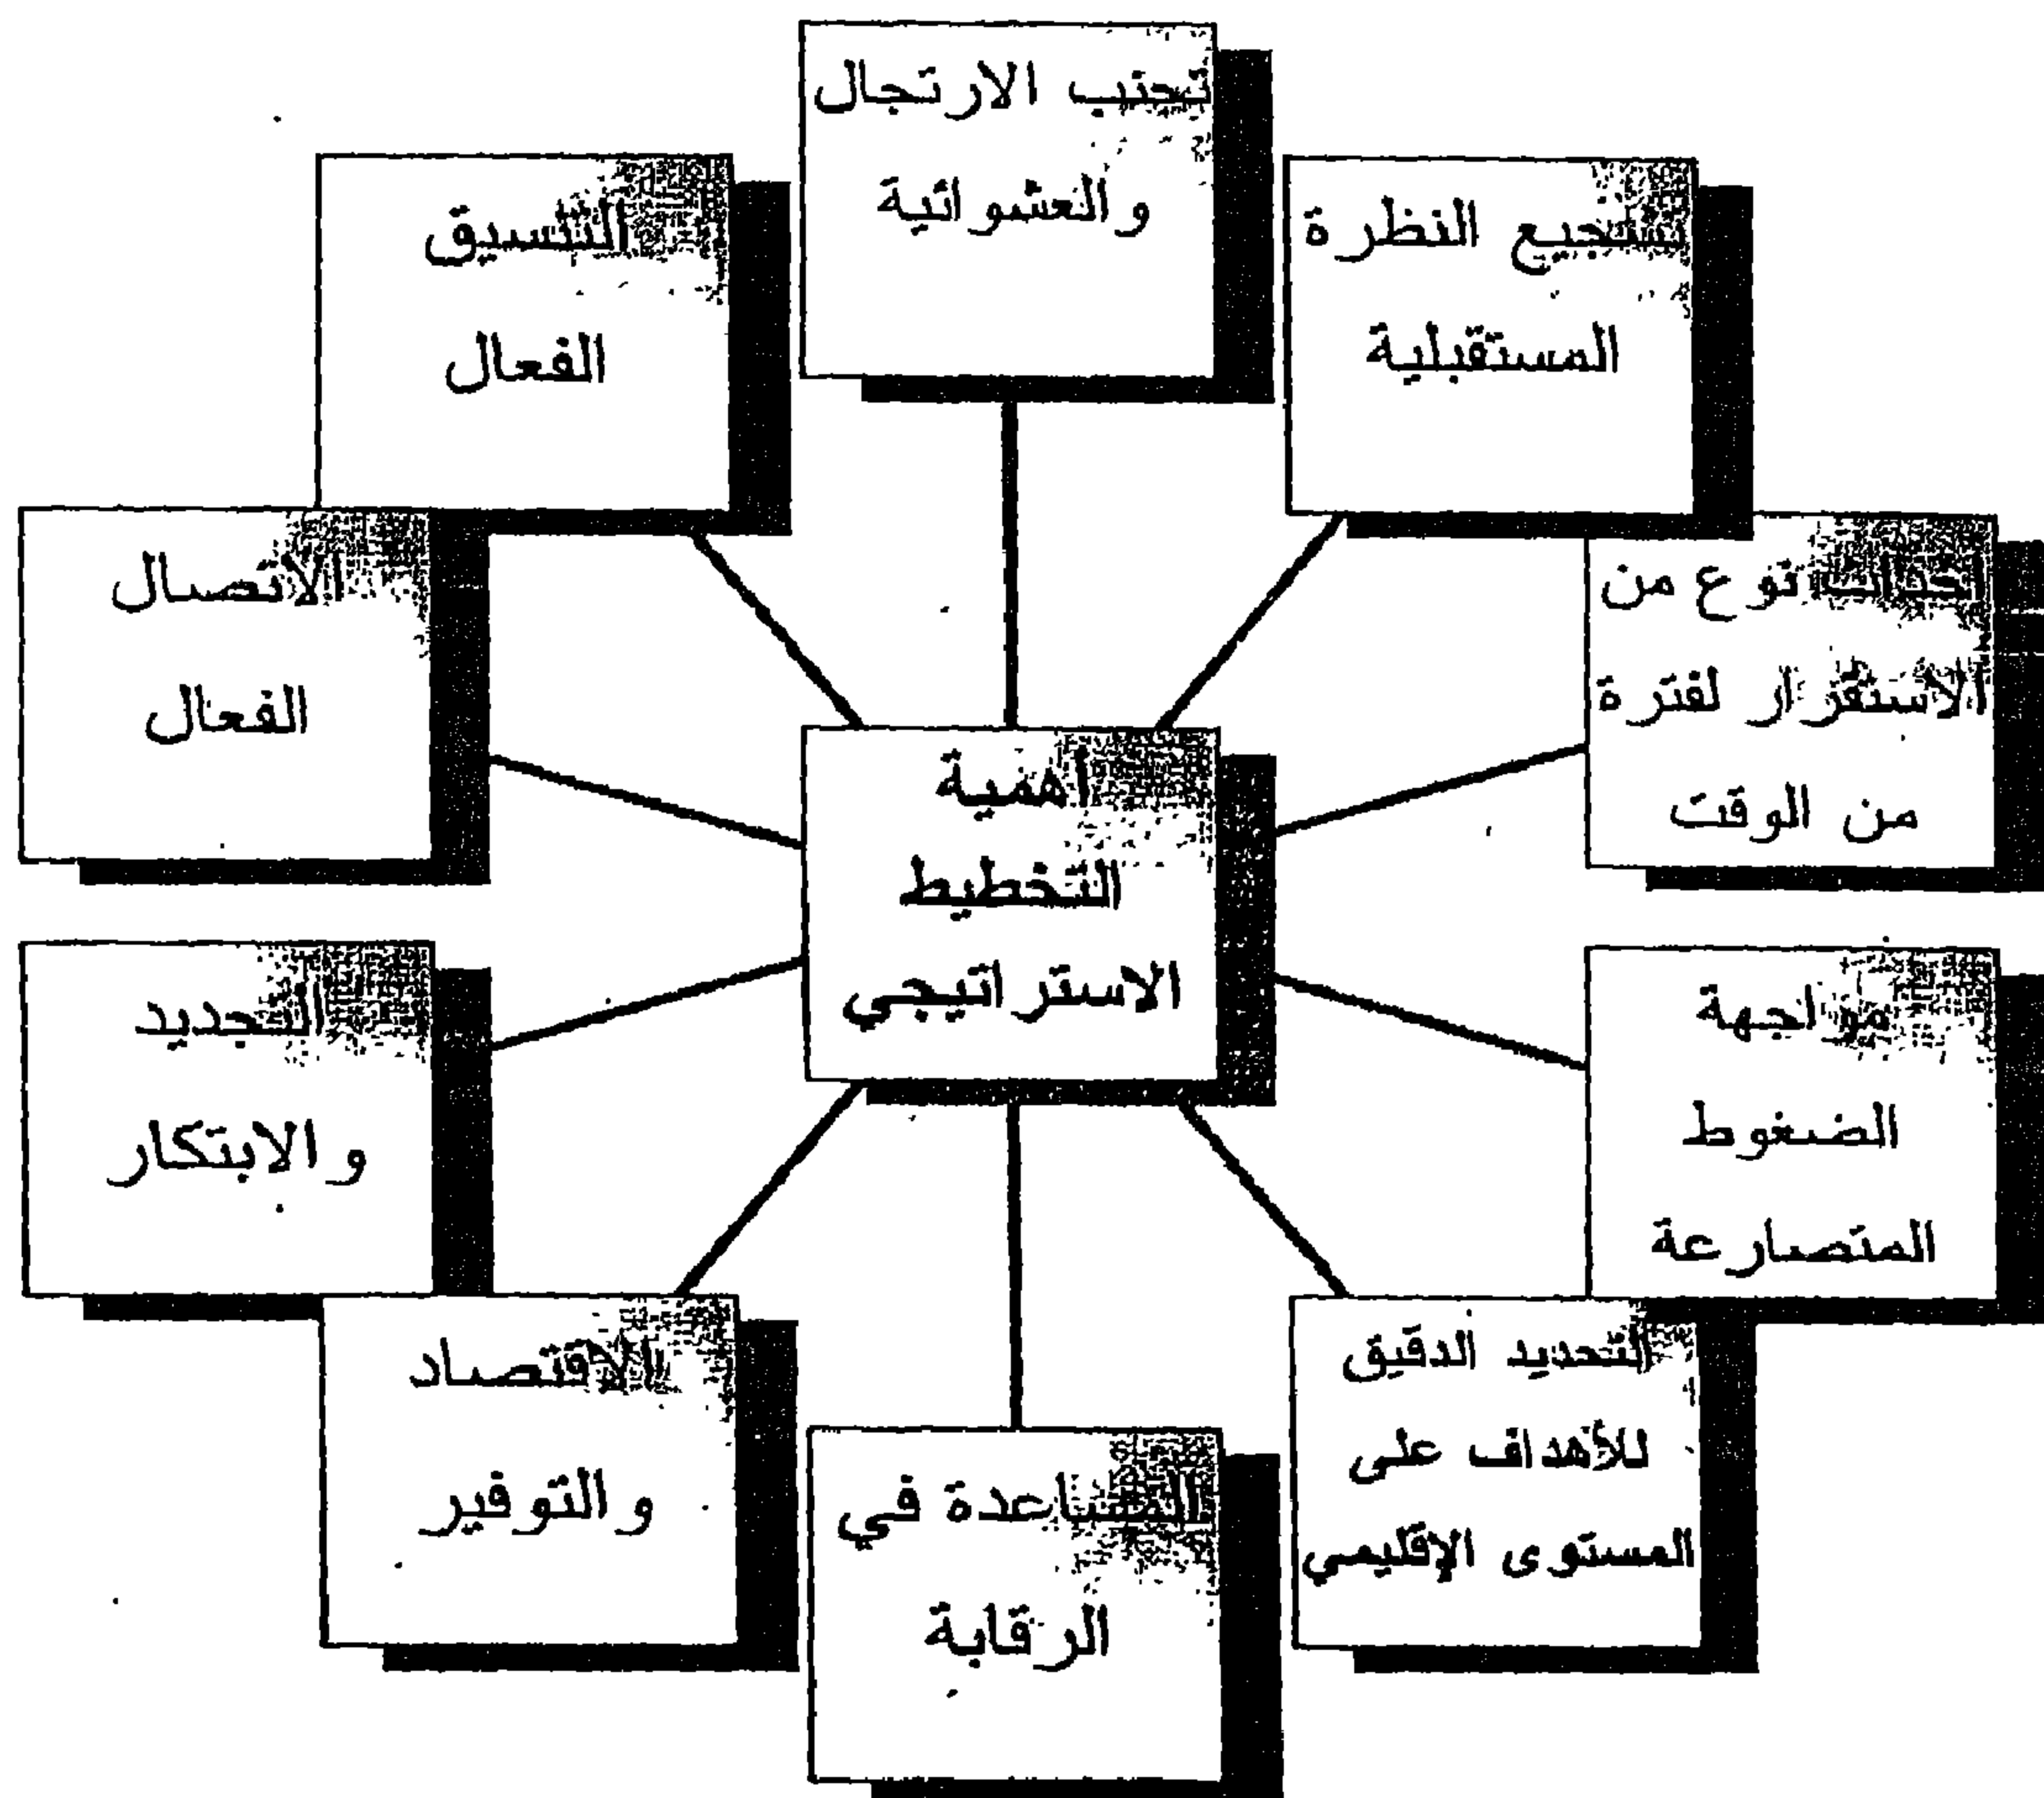 تجنب الارتجال
والعشوائية
تشجيع النظرة
المستقبلية
احداث نوع من
الاستقرار لفترة
من الوقت
مواجهة
الضغوط
المتصارعة
التحديد الدقيق
للأهداف على
المستوى الإقليمي
المساعدة في
الرقابة
الاقتصاد
والتوفير
التجديد
والابتكار
الاتصال
الفعال
التنسيق
الفعال
أهمية
التخطيط
الاستراتيجي